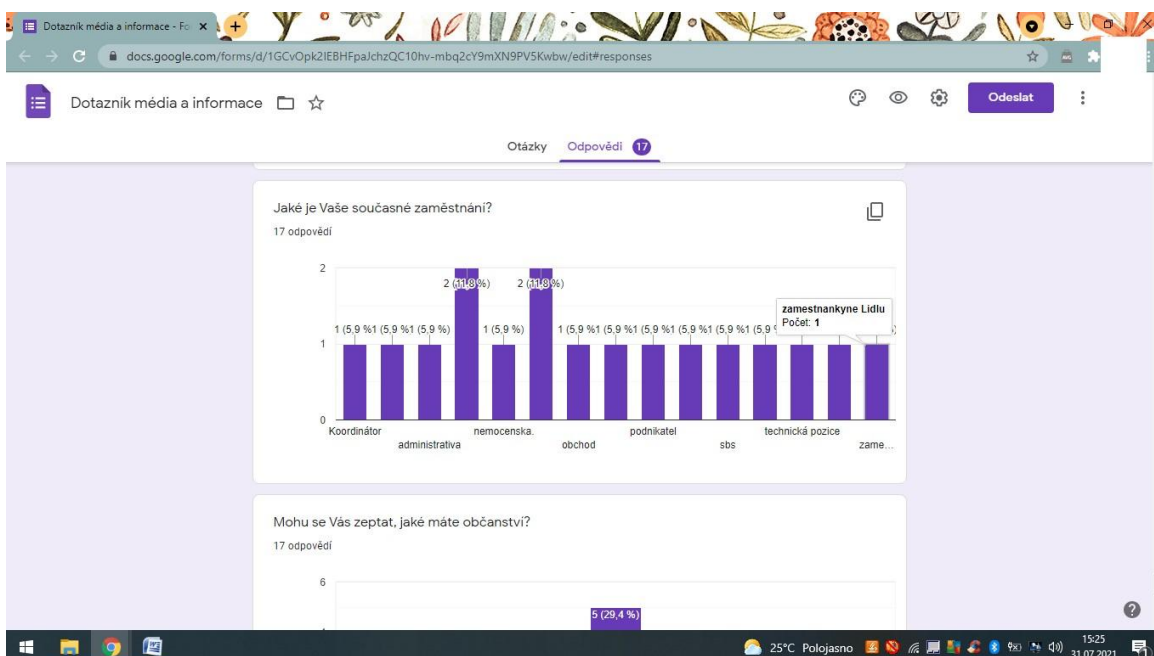 Dotazník média a informace - Fo
docs.google.com/forms/d/1GCvOpk2IEBHFpaJchzQC10hv-mbq2cY9mXN9PV5Kwbw/edit#responses
Dotazník média a informace
Odeslat
Otázky Odpovědi 17
Jaké je Vaše současné zaměstnání?
17 odpovědí
2
2 (11,8 %) 2 (11,8 %)
zamestnankyne Lidlu
Počet: 1
1 (5,9 %1 (5,9 %1 (5,9 %) 1 (5,9 %) 1 (5,9 %1 (5,9 %1 (5,9 %1 (5,9 %1 (5,9 %1 (5,9
1
0
Koordinátor nemocenska. podnikatel technická pozice
administrativa obchod sbs zame...
Mohu se Vás zeptat, jaké máte občanství?
17 odpovědí
6
5 (29,4 %)
25°C Polojasno 15:25
31.07.2021